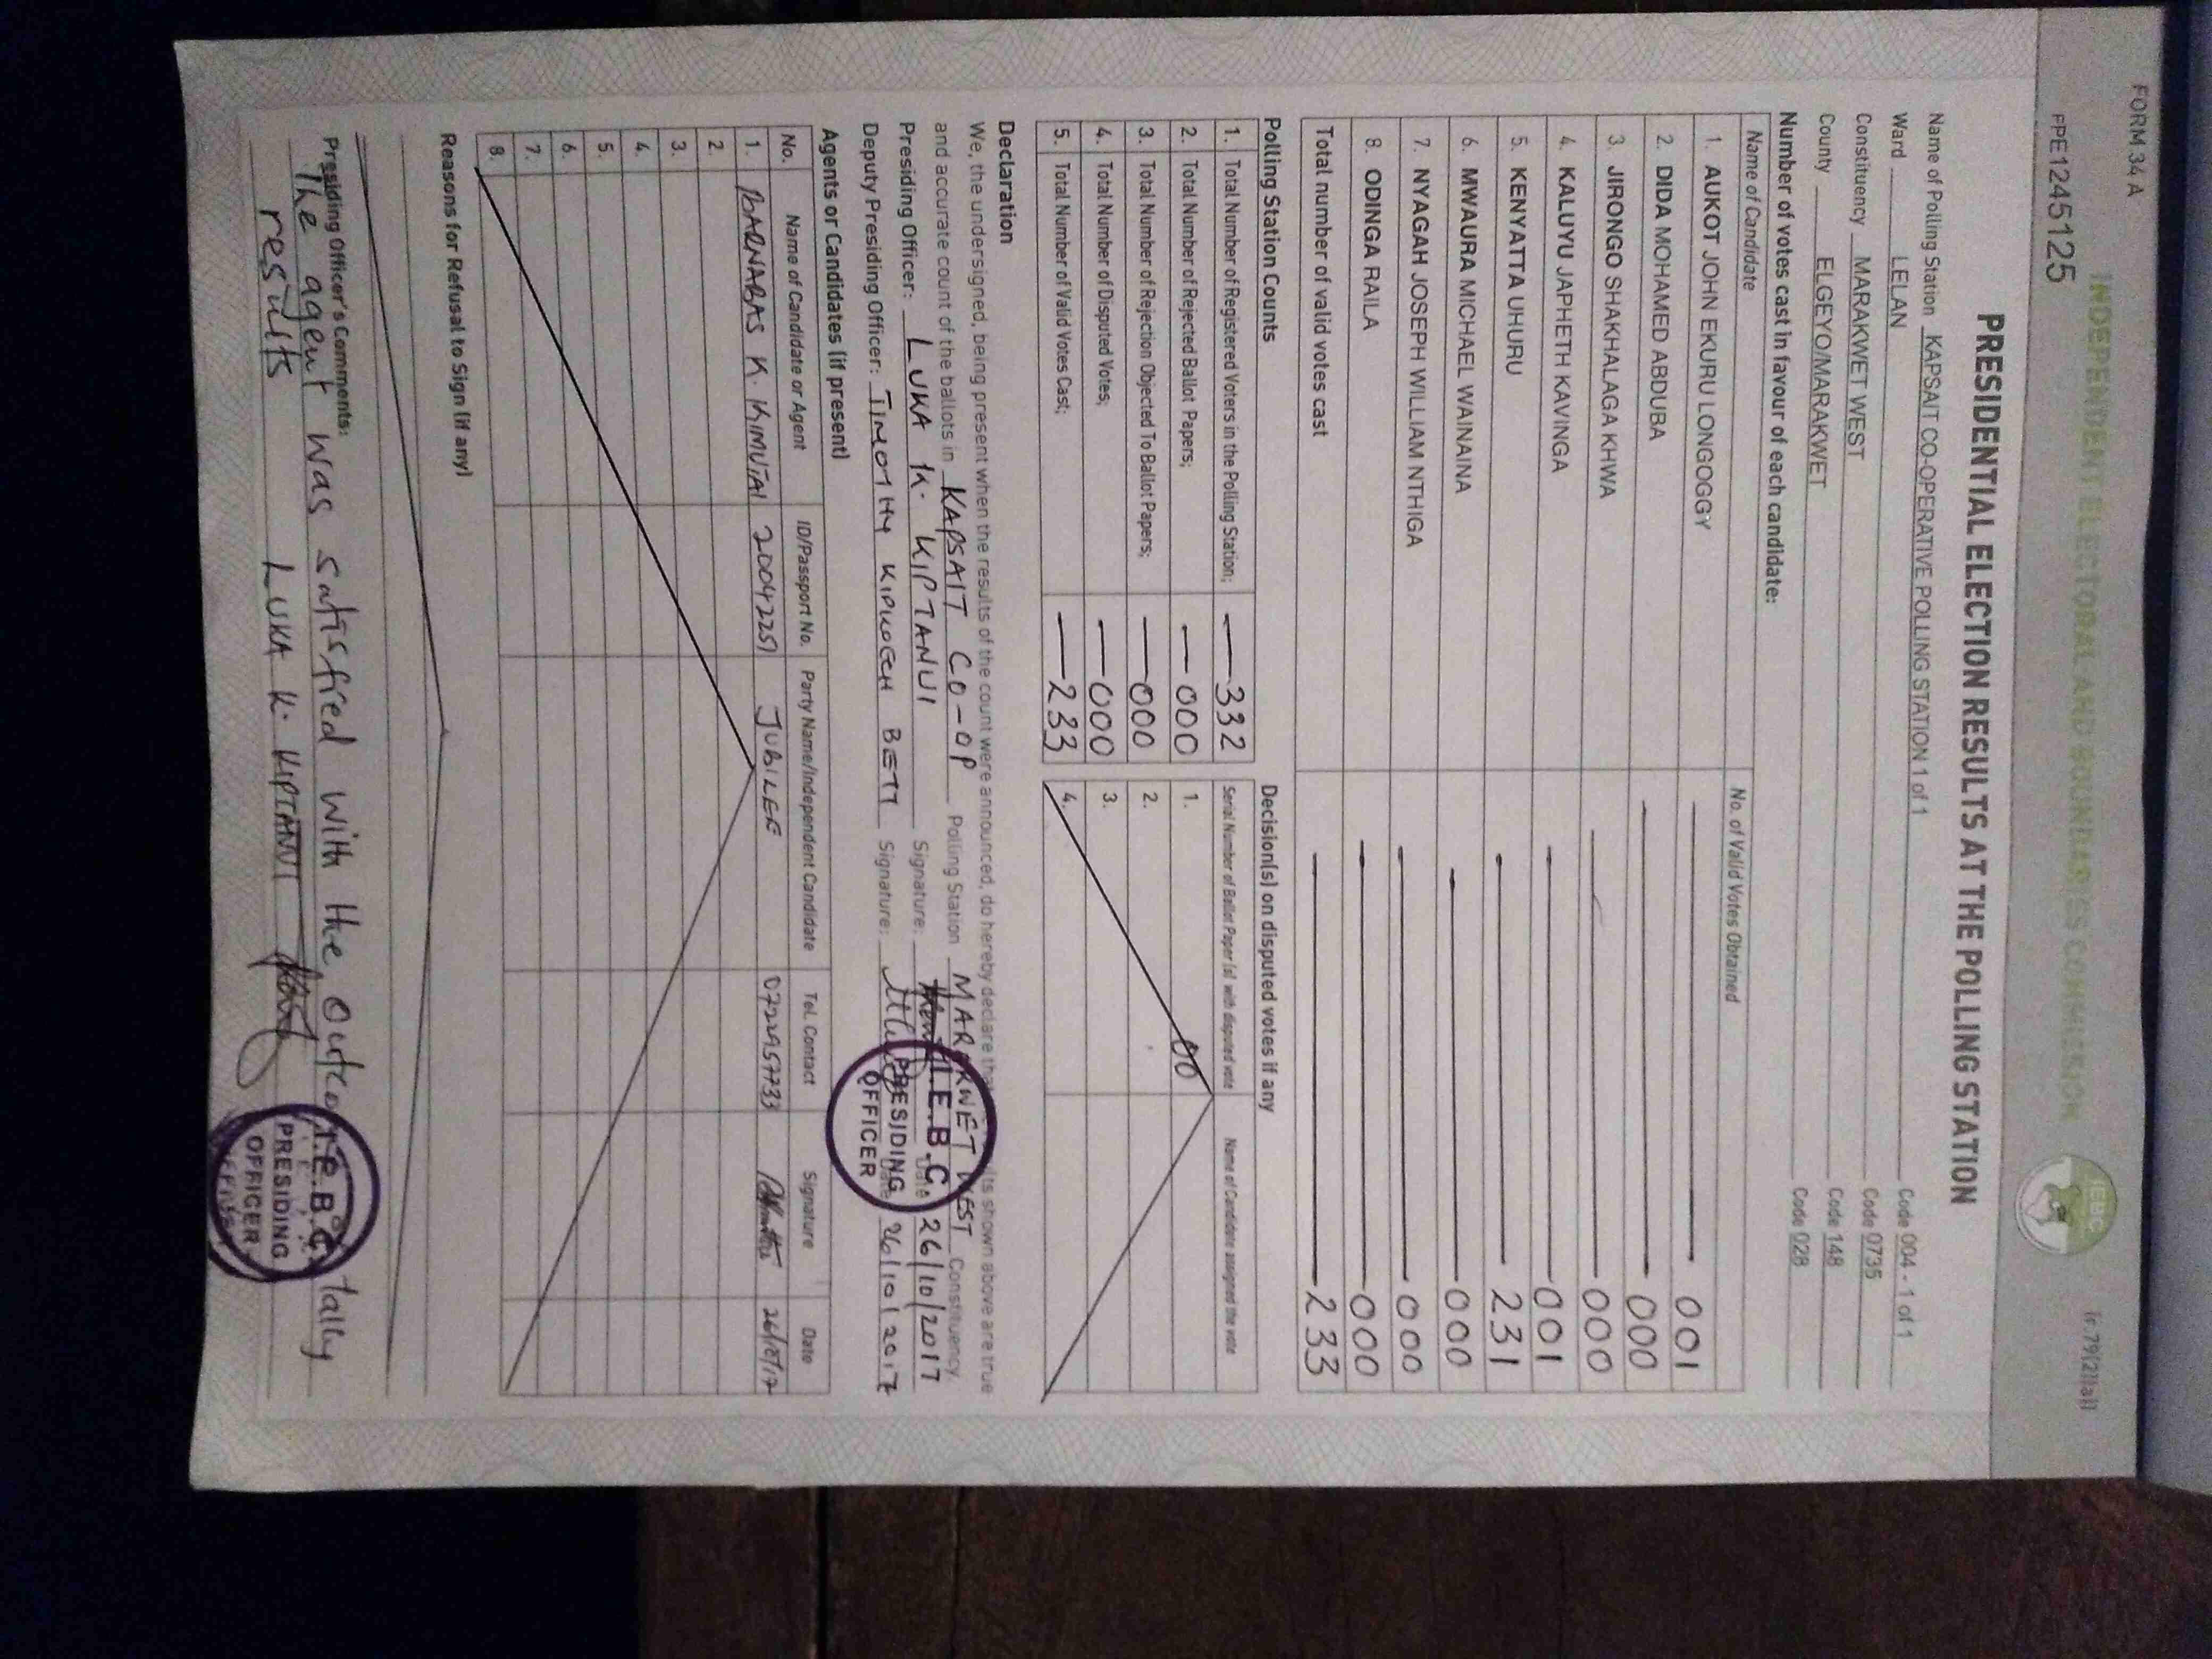 FORM 34 A
INDEPENDENT ELECTORAL AND BOUNDARIES COMMISSION
IEBC
(r.79(2)(a))
PPE1245125
PRESIDENTIAL ELECTION RESULTS AT THE POLLING STATION
Name of Polling Station KAPSAIT CO-OPERATIVE POLLING STATION 1 of 1 Code 004 - 1 of 1
Ward LELAN Code 0735
Constituency MARAKWET WEST Code 148
County ELGEYO/MARAKWET Code 028
Number of votes cast in favour of each candidate:
Name of Candidate No. of Valid Votes Obtained
1. AUKOT JOHN EKURU LONGOGGY 001
2. DIDA MOHAMED ABDUBA 000
3 JIRONGO SHAKHALAGA KHWA 000
4. KALUYU JAPHETH KAVINGA 001
5. KENYATTA UHURU 231
6. MWAURA MICHAEL WAINAINA 000
7. NYAGAH JOSEPH WILLIAM NTHIGA 000
8. ODINGA RAILA 000
Total number of valid votes cast 233
Polling Station Counts
1. Total Number of Registered Voters in the Polling Station; 332
2. Total Number of Rejected Ballot Papers; 000
3. Total Number of Rejection Objected To Ballot Papers; 000
4. Total Number of Disputed Votes; 000
5. Total Number of Valid Votes Cast; 233
Decision(s) on disputed votes if any
Serial Number of Ballot Paper(s) with disputed vote Name of Candidate assigned the vote
1. 00
2.
3.
4.
Declaration
We, the undersigned, being present when the results of the count were announced, do hereby declare that shown above are true
and accurate count of the ballots in KAPSAIT CO-OP Polling Station MARAKWET WEST Constituency
Presiding Officer: LUKA K. KIPTANUI Signature: Date 26/10/2017
Deputy Presiding Officer: TIMOTHY KIPKOECH BETT Signature: Date 26/10/2017
I.E.B.C.
PRESIDING
OFFICER
Agents or Candidates (if present)
No. Name of Candidate or Agent ID/Passport No. Party Name/Independent Candidate Tel. Contact Signature Date
1. BARNABAS K. KIMUTAI 20042251 JUBILEE 0722957733 26/10/17
2.
3.
4.
5.
6.
7.
8.
Reasons for Refusal to Sign (if any)
Presiding Officer's Comments:
The agent was satisfied with the tally
results LUKA K. KIPTANUI
I.E.B.C.
PRESIDING
OFFICER